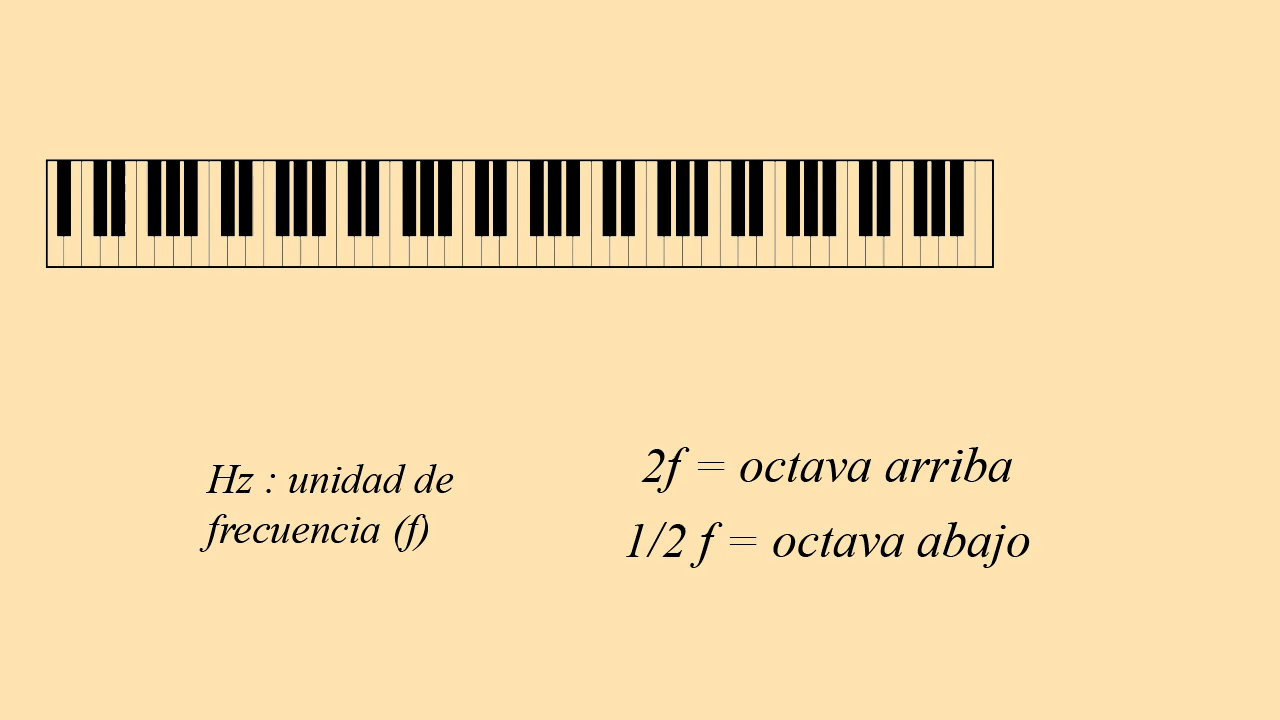 Hz : unidad de
frecuencia (f)
2f = octava arriba
1/2 f = octava abajo